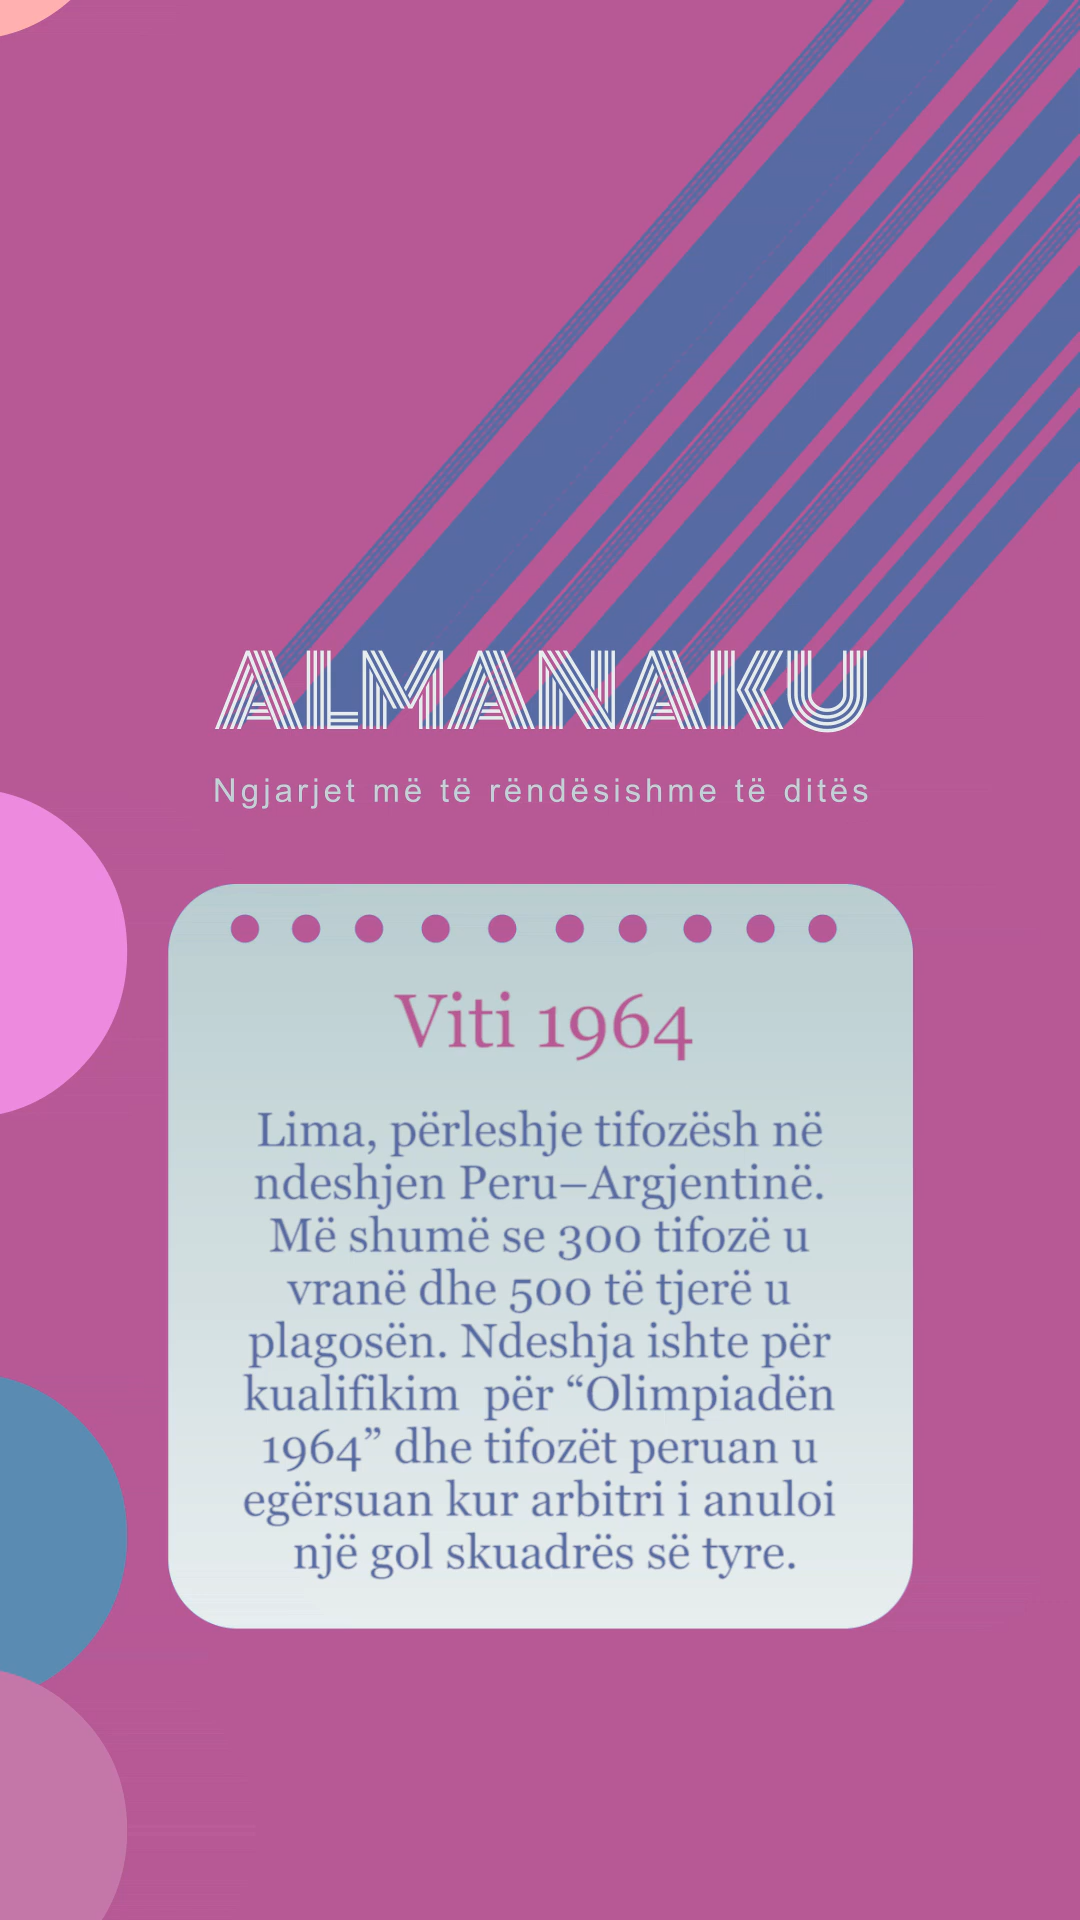 ALMANAKU
Ngjarjet më të rëndësishme të ditës
Viti 1964
Lima, përleshje tifozësh në
ndeshjen Peru–Argjentinë.
Më shumë se 300 tifozë u
vranë dhe 500 të tjerë u
plagosën. Ndeshja ishte për
kualifikim  për “Olimpiadën
1964” dhe tifozët peruan u
egërsuan kur arbitri i anuloi
një gol skuadrës së tyre.